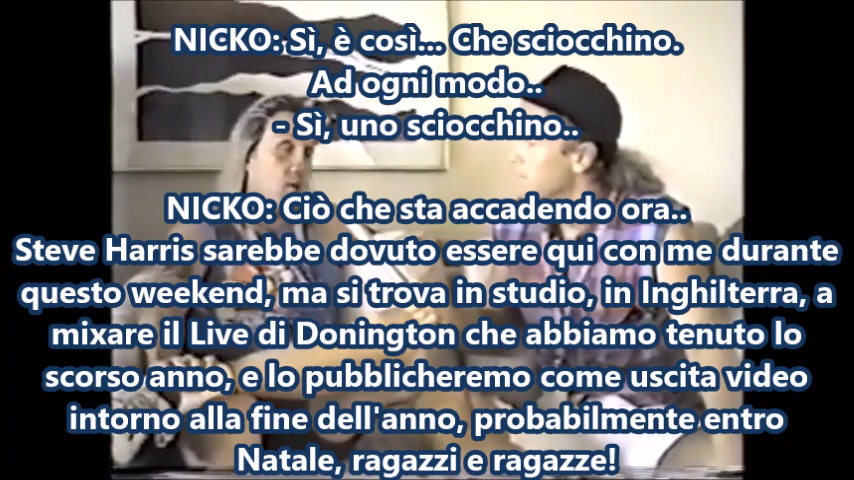 NICKO: Sì, è così... Che sciocchino.
Ad ogni modo..
- Sì, uno sciocchino..
NICKO: Ciò che sta accadendo ora..
Steve Harris sarebbe dovuto essere qui con me durante
questo weekend, ma si trova in studio, in Inghilterra, a
mixare il Live di Donington che abbiamo tenuto lo
scorso anno, e lo pubblicheremo come uscita video
intorno alla fine dell'anno, probabilmente entro
Natale, ragazzi e ragazze!